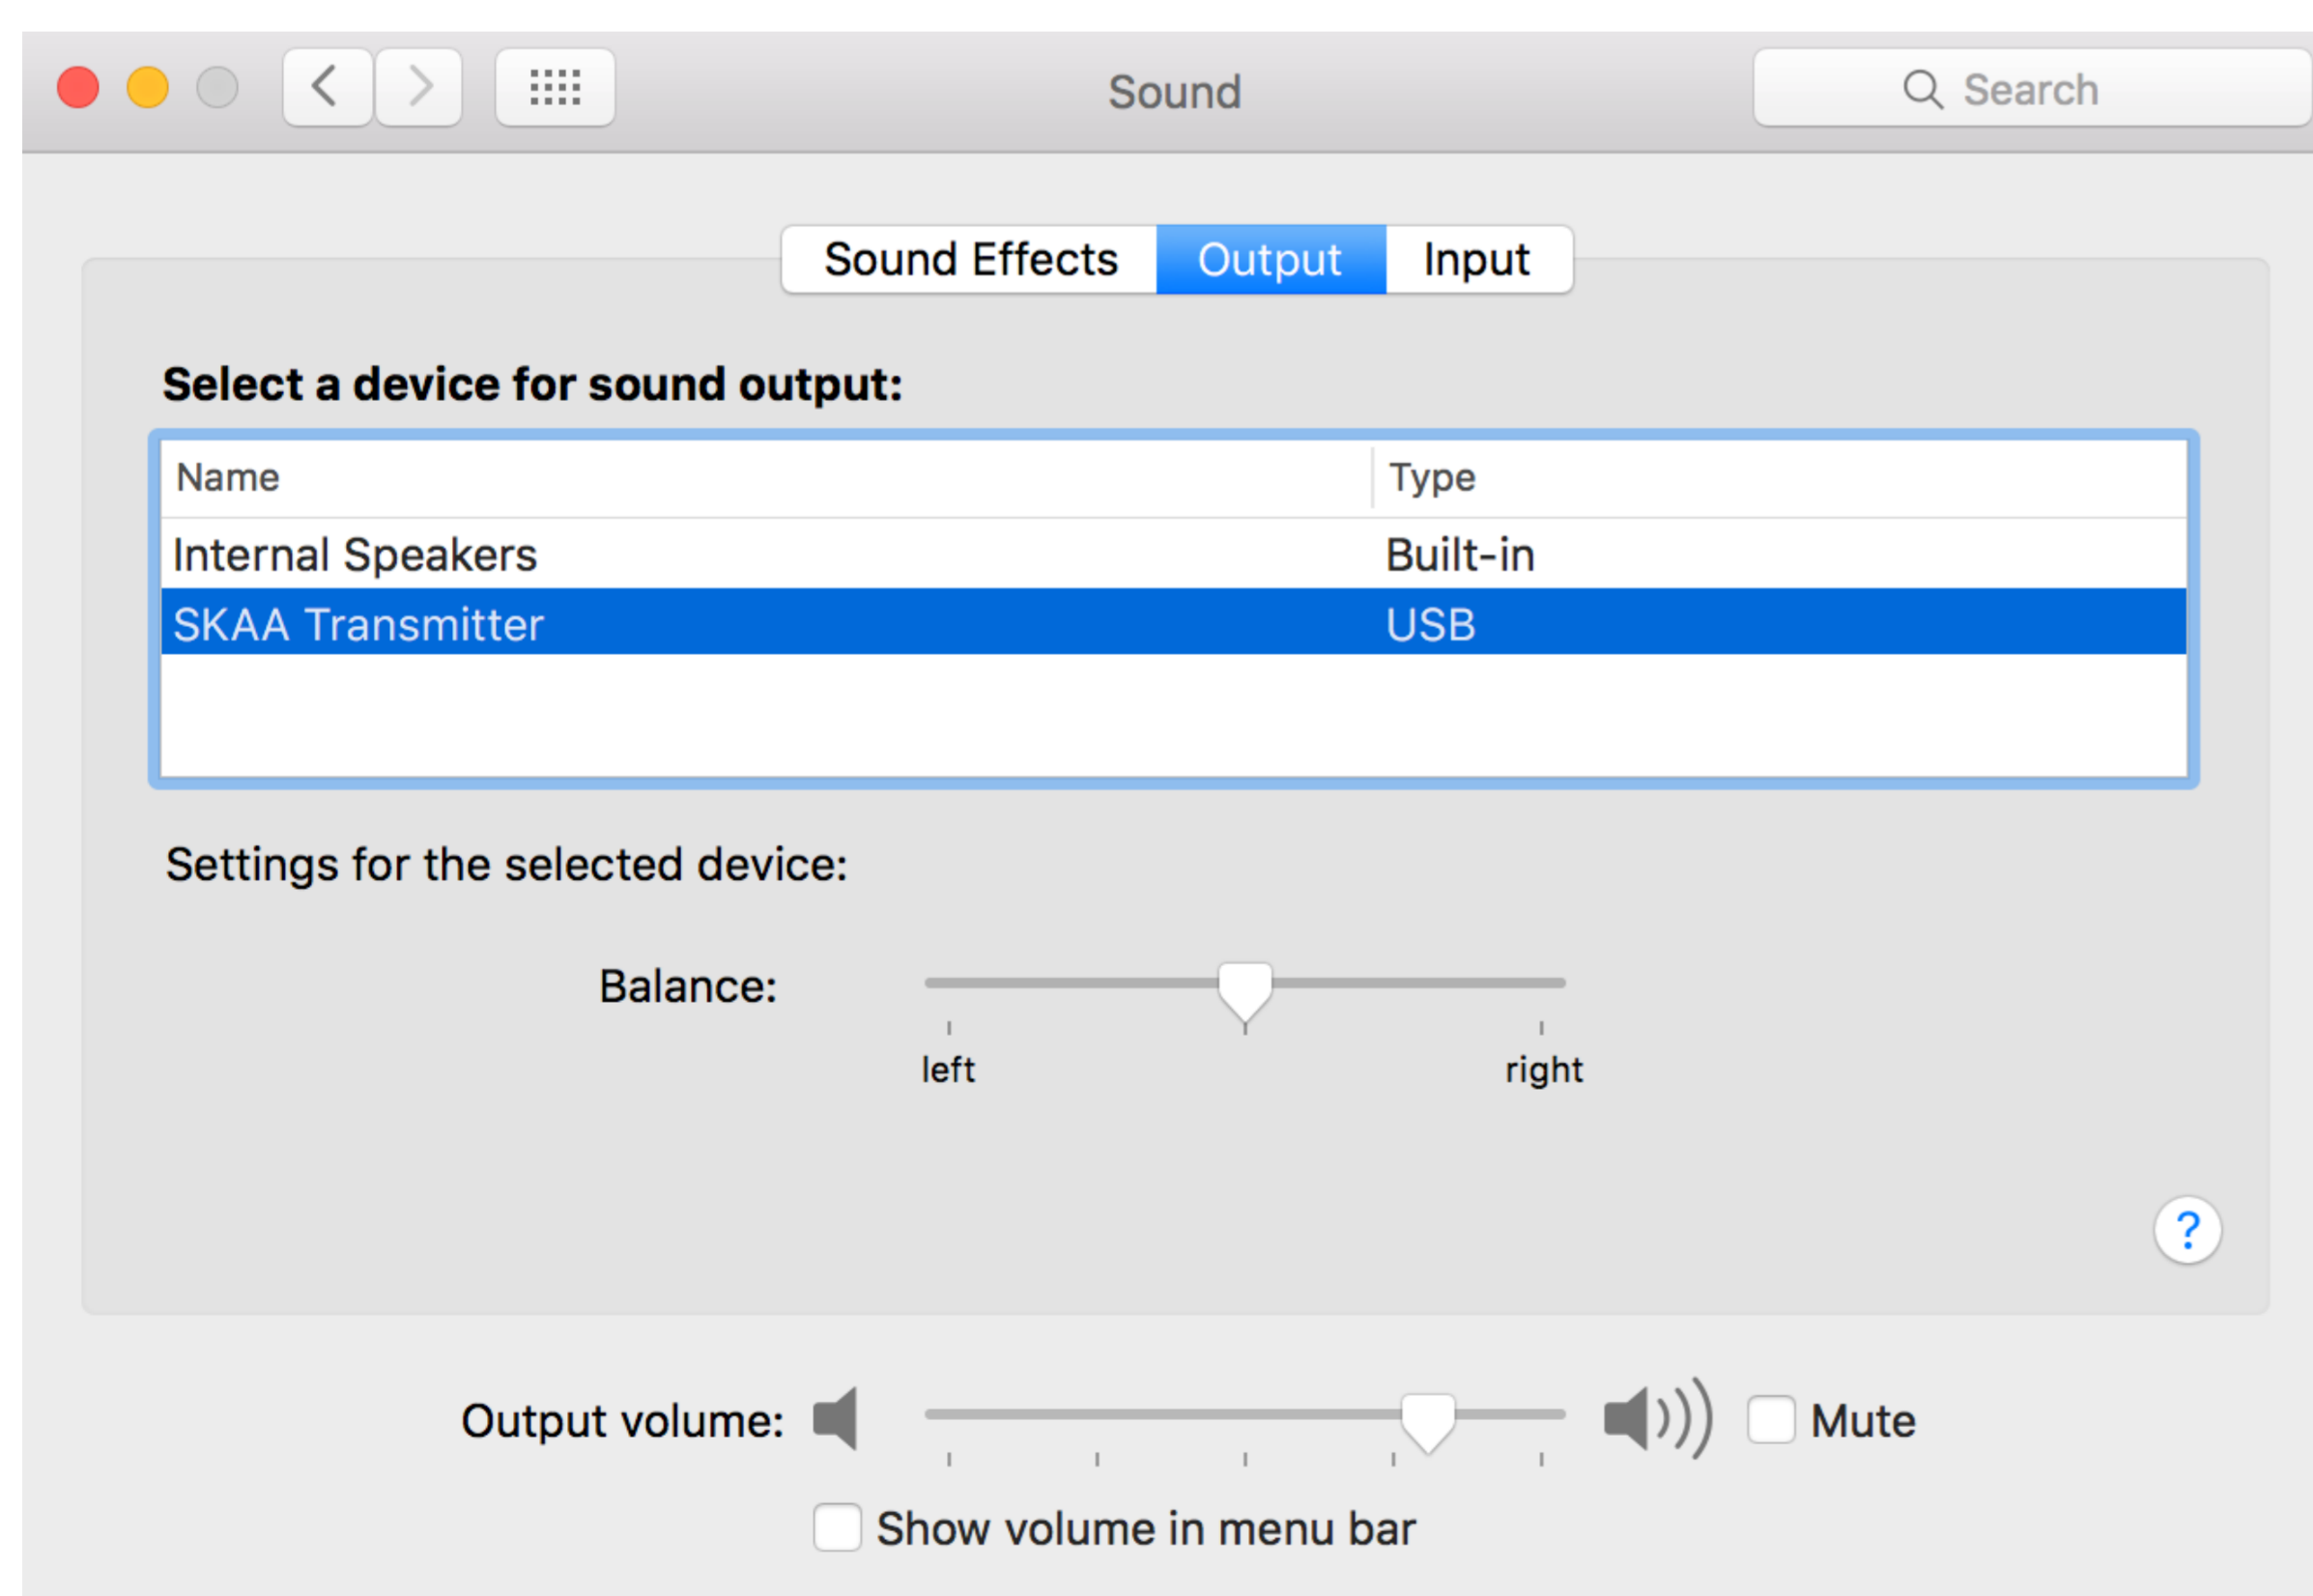 Sound
Search
Sound Effects Output Input
Select a device for sound output:
Name Type
Internal Speakers Built-in
SKAA Transmitter USB
Settings for the selected device:
Balance:
left right
?
Output volume: Mute
Show volume in menu bar